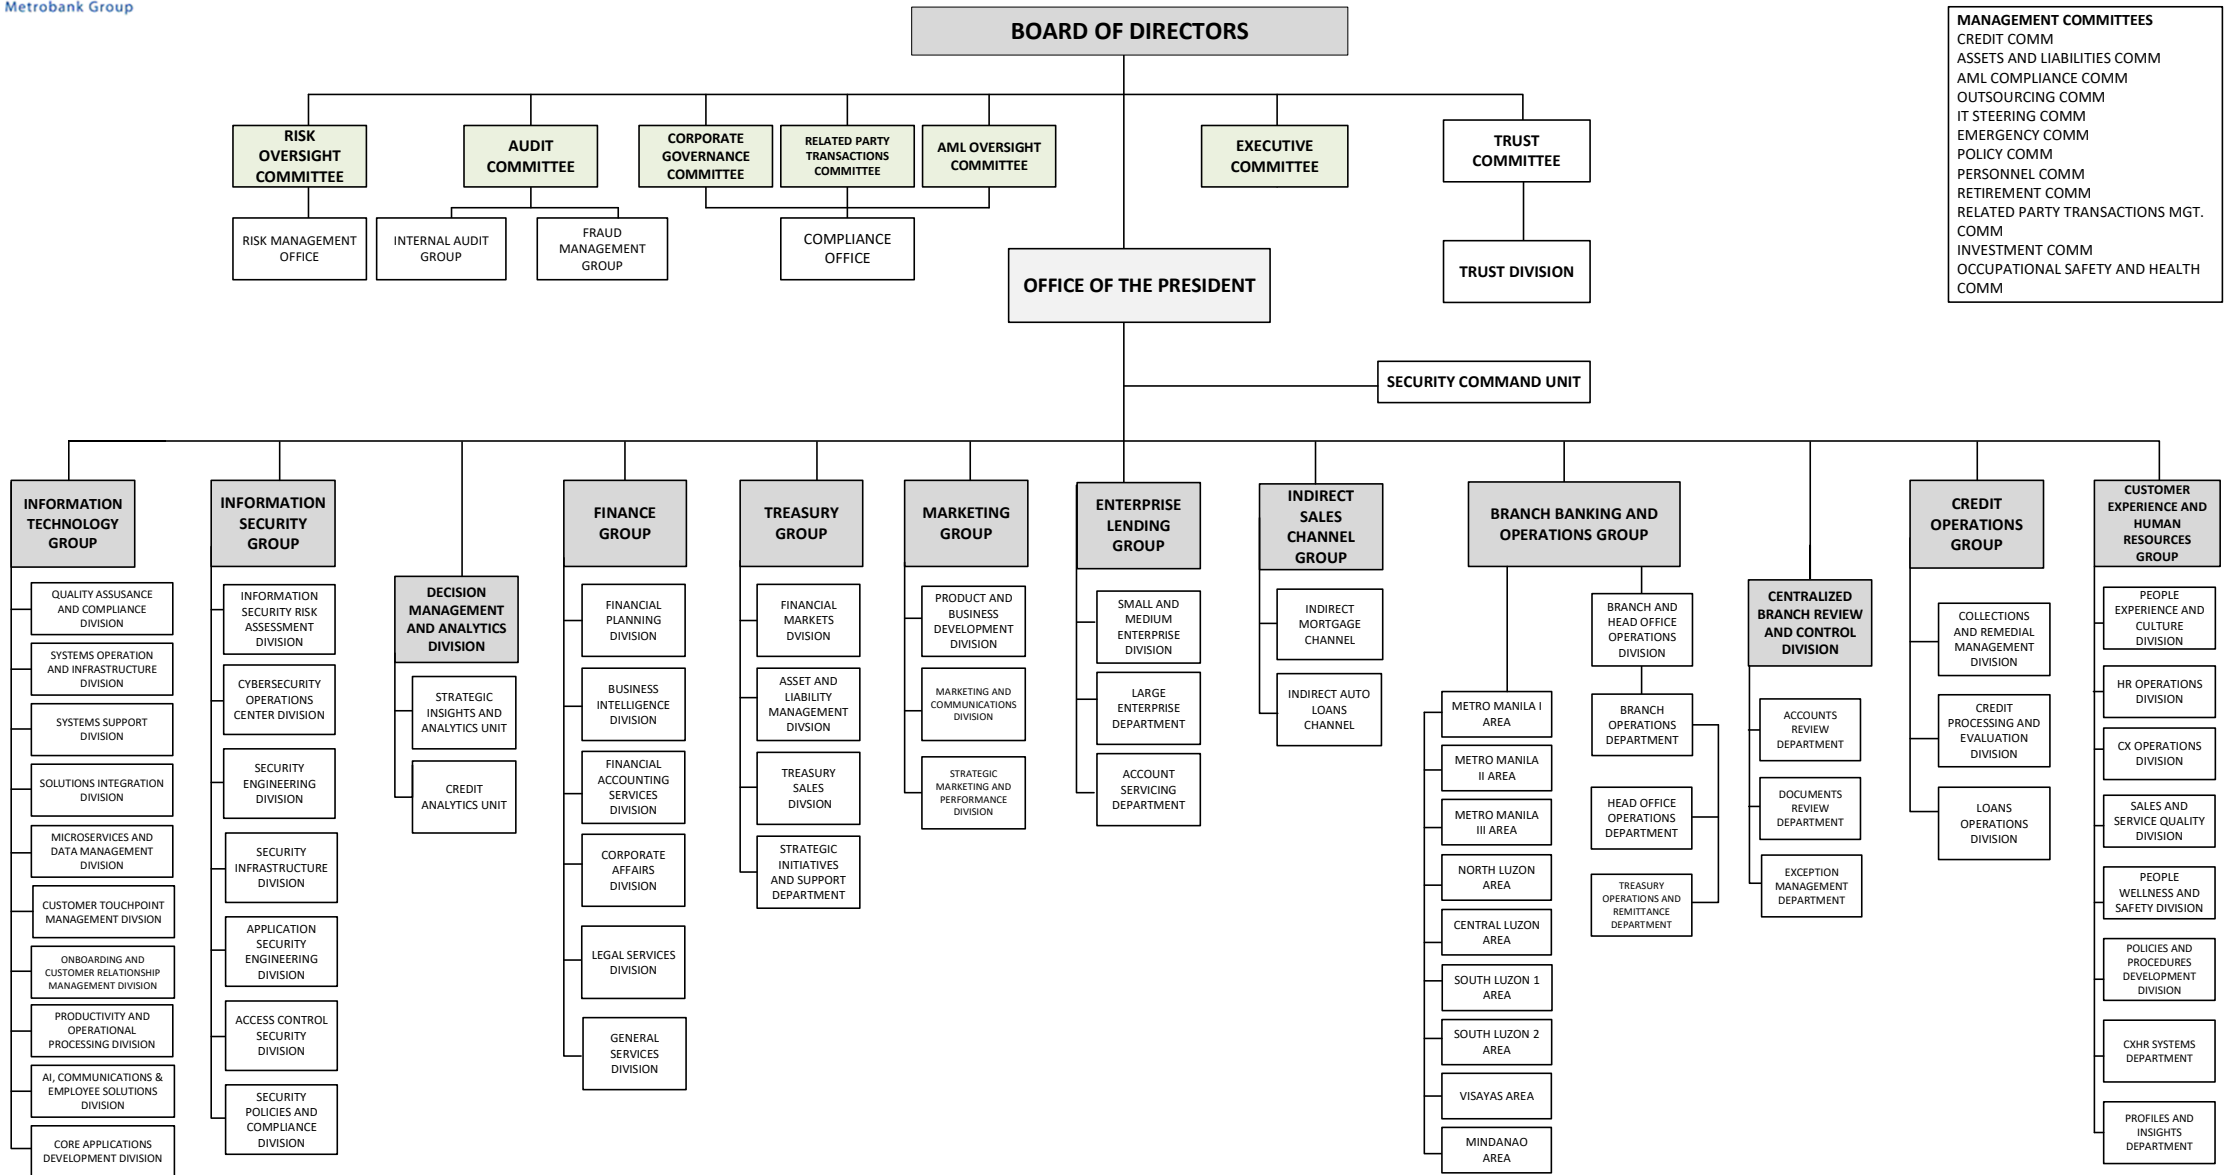 Metrobank Group
BOARD OF DIRECTORS
MANAGEMENT COMMITTEES
CREDIT COMM
ASSETS AND LIABILITIES COMM
AML COMPLIANCE COMM
OUTSOURCING COMM
IT STEERING COMM
EMERGENCY COMM
POLICY COMM
PERSONNEL COMM
RETIREMENT COMM
RELATED PARTY TRANSACTIONS MGT.
COMM
INVESTMENT COMM
OCCUPATIONAL SAFETY AND HEALTH
COMM
RISK
OVERSIGHT
COMMITTEE
AUDIT
COMMITTEE
CORPORATE
GOVERNANCE
COMMITTEE
RELATED PARTY
TRANSACTIONS
COMMITTEE
AML OVERSIGHT
COMMITTEE
EXECUTIVE
COMMITTEE
TRUST
COMMITTEE
RISK MANAGEMENT
OFFICE
INTERNAL AUDIT
GROUP
FRAUD
MANAGEMENT
GROUP
COMPLIANCE
OFFICE
TRUST DIVISION
OFFICE OF THE PRESIDENT
SECURITY COMMAND UNIT
INFORMATION
TECHNOLOGY
GROUP
QUALITY ASSUSANCE
AND COMPLIANCE
DIVISION
SYSTEMS OPERATION
AND INFRASTRUCTURE
DIVISION
SYSTEMS SUPPORT
DIVISION
SOLUTIONS INTEGRATION
DIVISION
MICROSERVICES AND
DATA MANAGEMENT
DIVISION
CUSTOMER TOUCHPOINT
MANAGEMENT DIVSION
ONBOARDING AND
CUSTOMER RELATIONSHIP
MANAGEMENT DIVISION
PRODUCTIVITY AND
OPERATIONAL
PROCESSING DIVISION
AI, COMMUNICATIONS &
EMPLOYEE SOLUTIONS
DIVISION
CORE APPLICATIONS
DEVELOPMENT DIVISION
INFORMATION
SECURITY
GROUP
INFORMATION
SECURITY RISK
ASSESSMENT
DIVISION
CYBERSECURITY
OPERATIONS
CENTER DIVISION
SECURITY
ENGINEERING
DIVISION
SECURITY
INFRASTRUCTURE
DIVISION
APPLICATION
SECURITY
ENGINEERING
DIVISION
ACCESS CONTROL
SECURITY
DIVISION
SECURITY
POLICIES AND
COMPLIANCE
DIVISION
DECISION
MANAGEMENT
AND ANALYTICS
DIVISION
STRATEGIC
INSIGHTS AND
ANALYTICS UNIT
CREDIT
ANALYTICS UNIT
FINANCE
GROUP
FINANCIAL
PLANNING
DIVISION
BUSINESS
INTELLIGENCE
DIVISION
FINANCIAL
ACCOUNTING
SERVICES
DIVISION
CORPORATE
AFFAIRS
DIVISION
LEGAL SERVICES
DIVISION
GENERAL
SERVICES
DIVISION
TREASURY
GROUP
FINANCIAL
MARKETS
DVISION
ASSET AND
LIABILITY
MANAGEMENT
DIVSION
TREASURY
SALES
DIVSION
STRATEGIC
INITIATIVES
AND SUPPORT
DEPARTMENT
MARKETING
GROUP
PRODUCT AND
BUSINESS
DEVELOPMENT
DIVISION
MARKETING AND
COMMUNICATIONS
DIVISION
STRATEGIC
MARKETING AND
PERFORMANCE
DIVISION
ENTERPRISE
LENDING
GROUP
SMALL AND
MEDIUM
ENTERPRISE
DIVISION
LARGE
ENTERPRISE
DEPARTMENT
ACCOUNT
SERVICING
DEPARTMENT
INDIRECT
SALES
CHANNEL
GROUP
INDIRECT
MORTGAGE
CHANNEL
INDIRECT AUTO
LOANS
CHANNEL
BRANCH BANKING AND
OPERATIONS GROUP
METRO MANILA I
AREA
METRO MANILA
II AREA
METRO MANILA
III AREA
NORTH LUZON
AREA
CENTRAL LUZON
AREA
SOUTH LUZON 1
AREA
SOUTH LUZON 2
AREA
VISAYAS AREA
MINDANAO
AREA
BRANCH AND
HEAD OFFICE
OPERATIONS
DIVISION
BRANCH
OPERATIONS
DEPARTMENT
HEAD OFFICE
OPERATIONS
DEPARTMENT
TREASURY
OPERATIONS AND
REMITTANCE
DEPARTMENT
CENTRALIZED
BRANCH REVIEW
AND CONTROL
DIVISION
ACCOUNTS
REVIEW
DEPARTMENT
DOCUMENTS
REVIEW
DEPARTMENT
EXCEPTION
MANAGEMENT
DEPARTMENT
CREDIT
OPERATIONS
GROUP
COLLECTIONS
AND REMEDIAL
MANAGEMENT
DIVISION
CREDIT
PROCESSING AND
EVALUATION
DIVISION
LOANS
OPERATIONS
DIVISION
CUSTOMER
EXPERIENCE AND
HUMAN
RESOURCES
GROUP
PEOPLE
EXPERIENCE AND
CULTURE
DIVISION
HR OPERATIONS
DIVISION
CX OPERATIONS
DIVISION
SALES AND
SERVICE QUALITY
DIVISION
PEOPLE
WELLNESS AND
SAFETY DIVISION
POLICIES AND
PROCEDURES
DEVELOPMENT
DIVISION
CXHR SYSTEMS
DEPARTMENT
PROFILES AND
INSIGHTS
DEPARTMENT